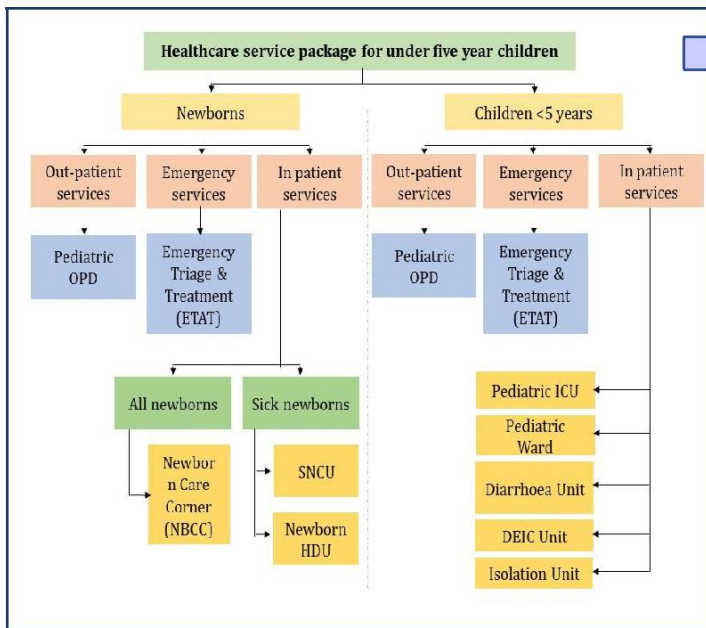 Healthcare service package for under five year children
Newborns
Children <5 years
Out-patient
services
Emergency
services
In patient
services
Out-patient
services
Emergency
services
In patient
services
Pediatric
OPD
Emergency
Triage &
Treatment
(ETAT)
Pediatric
OPD
Emergency
Triage &
Treatment
(ETAT)
All newborns
Sick newborns
Newbor
n Care
Corner
(NBCC)
SNCU
Newborn
HDU
Pediatric ICU
Pediatric
Ward
Diarrhoea Unit
DEIC Unit
Isolation Unit